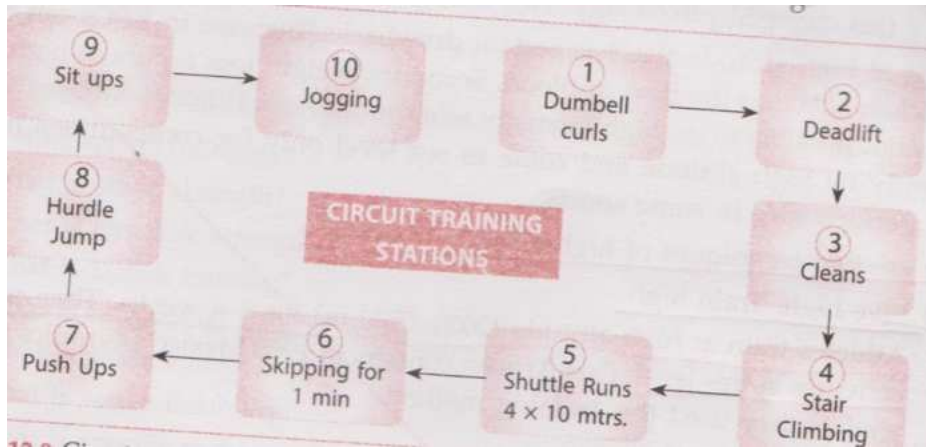 9
Sit ups
10
Jogging
1
Dumbell
curls
2
Deadlift
8
Hurdle
Jump
CIRCUIT TRAINING
STATIONS
3
Cleans
7
Push Ups
6
Skipping for
1 min
5
Shuttle Runs
4 × 10 mtrs.
4
Stair
Climbing